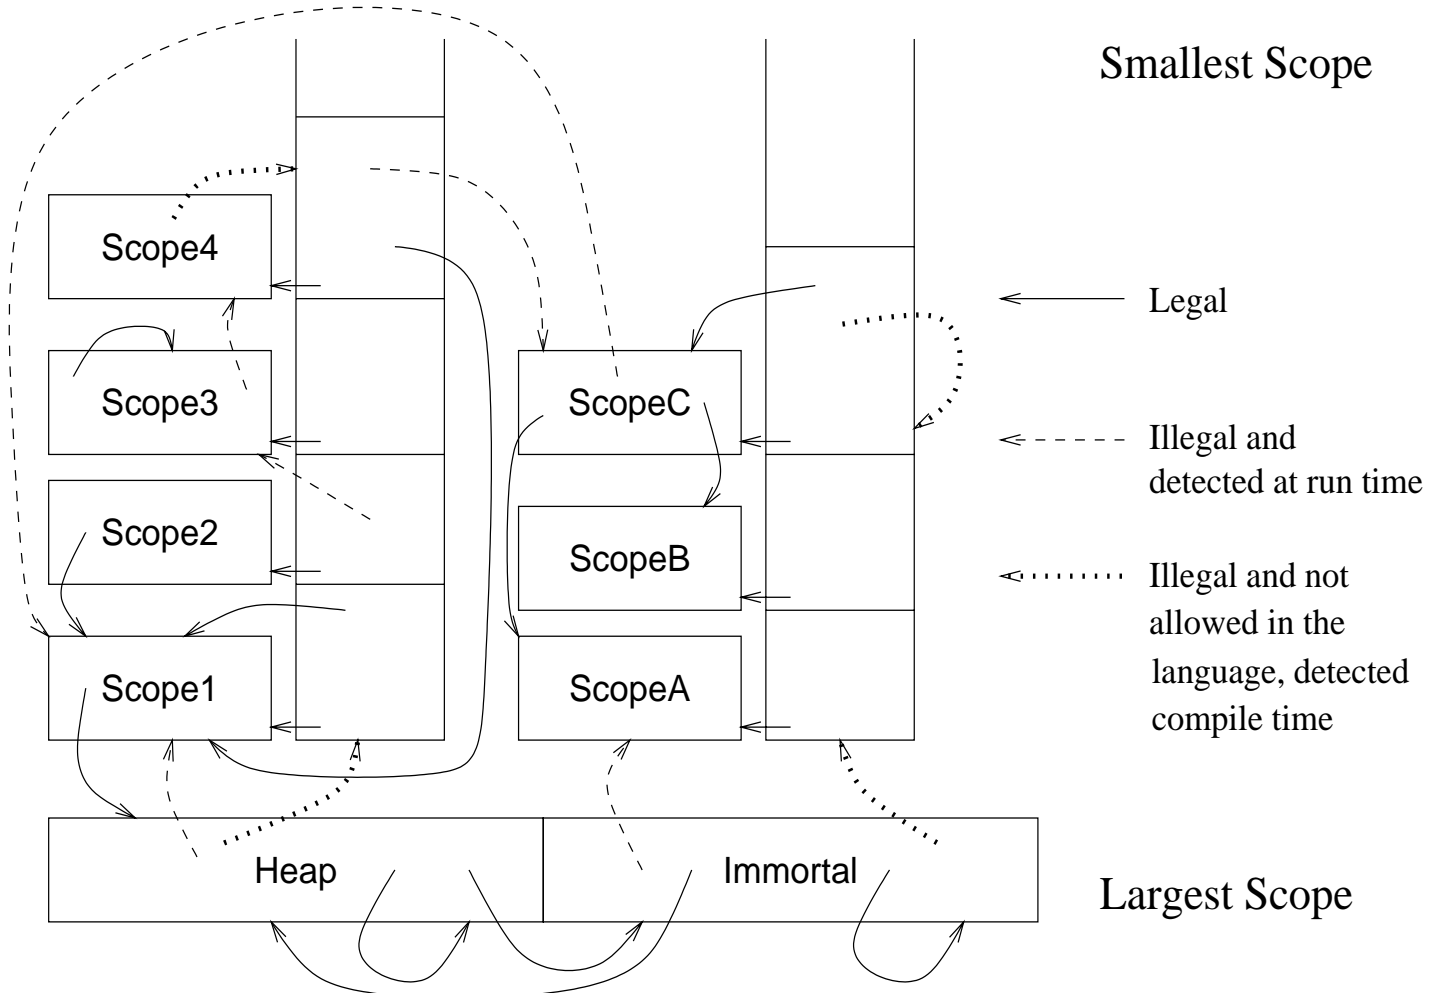 Smallest Scope
Scope4
Legal
Scope3
ScopeC
Illegal and
detected at run time
Scope2
ScopeB
Illegal and not
allowed in the
language, detected
compile time
Scope1
ScopeA
Heap
Immortal
Largest Scope